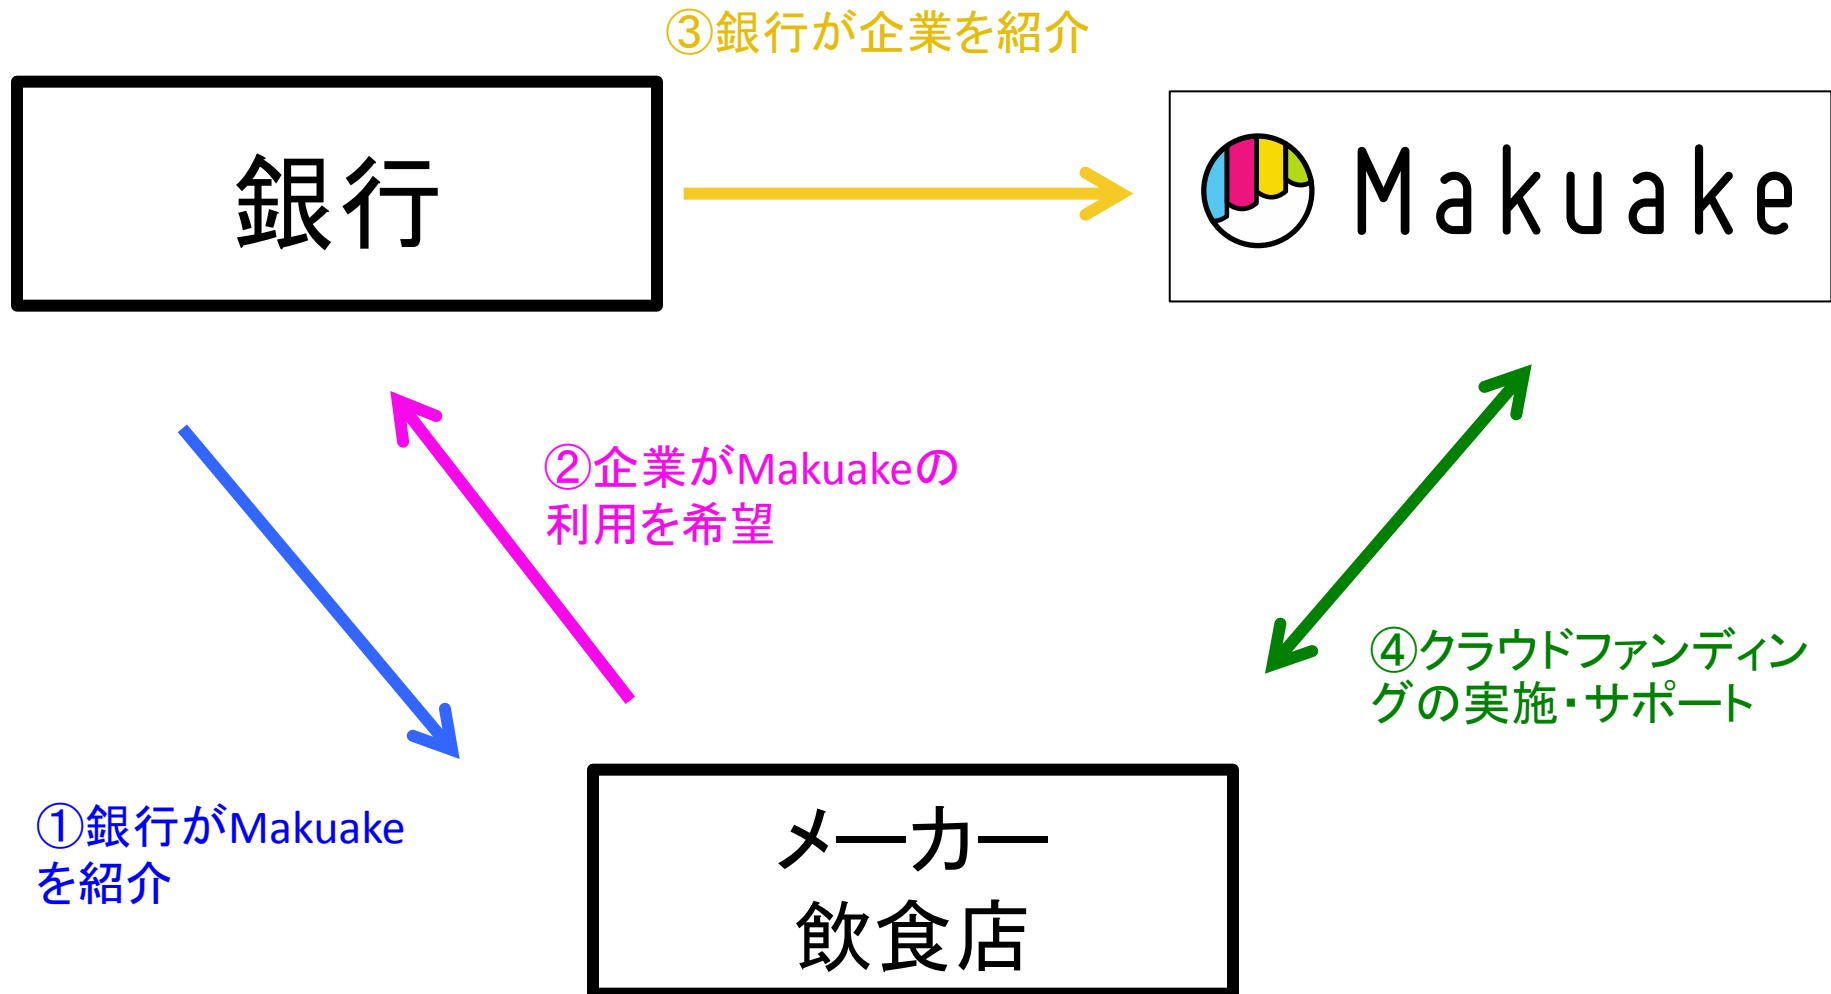 ③銀行が企業を紹介
銀行
Makuake
②企業がMakuakeの
利用を希望
④クラウドファンディン
グの実施・サポート
①銀行がMakuake
を紹介
メーカー
飲食店